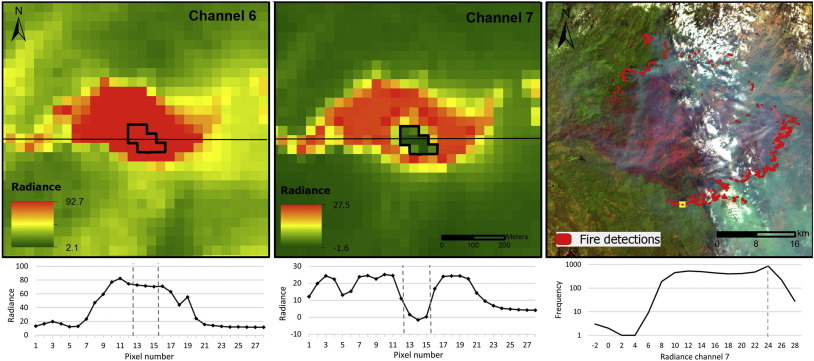 N
Channel 6
Radiance
92.7
2.1
N
Channel 7
Radiance
27.5
-1.6
Meters
0 50 100 200
N
Fire detections
km
0 4 8 16
Radiance
100
80
60
40
20
0
1 3 5 7 9 11 13 15 17 19 21 23 25 27
Pixel number
Radiance
30
20
10
0
-10
1 3 5 7 9 11 13 15 17 19 21 23 25 27
Pixel number
Frequency
1000
100
10
1
-2 0 2 4 6 8 10 12 14 16 18 20 22 24 26 28
Radiance channel 7